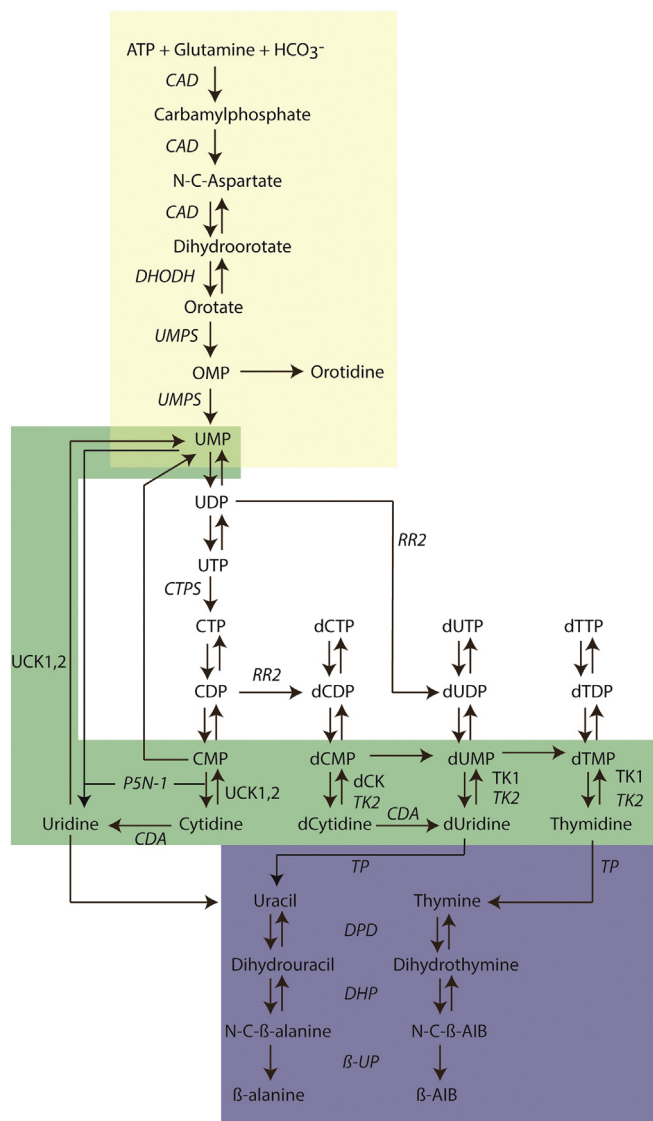 ATP + Glutamine + HCO3-
CAD
Carbamylphosphate
CAD
N-C-Aspartate
CAD
Dihydroorotate
DHODH
Orotate
UMPS
OMP Orotidine
UMPS
UMP
UDP
RR2
UTP
CTPS
CTP dCTP dUTP dTTP
UCK1,2
RR2
CDP dCDP dUDP dTDP
CMP dCMP dUMP dTMP
P5N-1 UCK1,2 dCK TK1 TK1
TK2 TK2 TK2
Uridine Cytidine dCytidine CDA dUridine Thymidine
CDA
TP TP
Uracil Thymine
DPD
Dihydrouracil Dihydrothymine
DHP
N-C-ß-alanine N-C-ß-AIB
ß-UP
ß-alanine ß-AIB